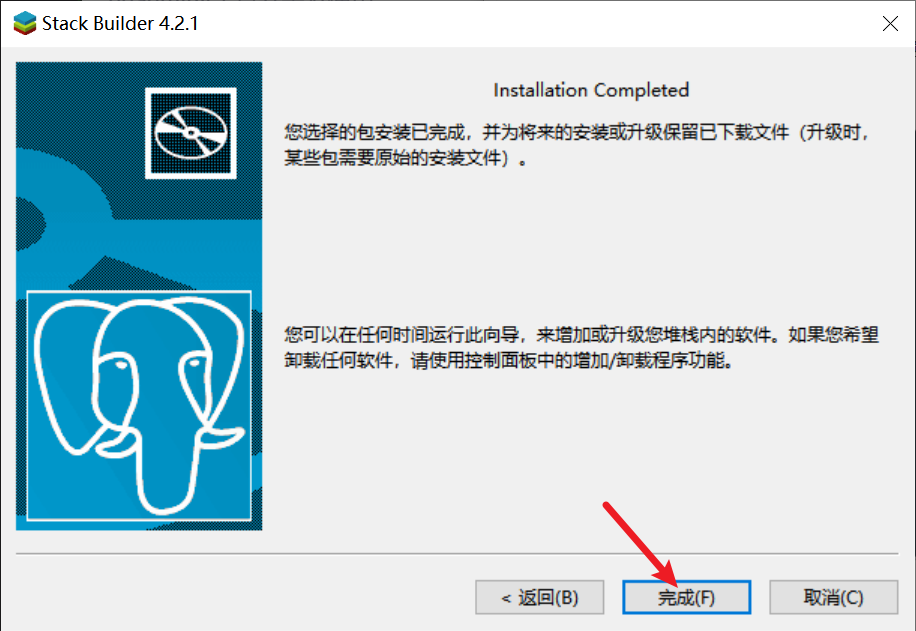 Stack Builder 4.2.1
Installation Completed
您选择的包安装已完成，并为将来的安装或升级保留已下载文件（升级时，
某些包需要原始的安装文件）。
您可以在任何时间运行此向导，来增加或升级您堆栈内的软件。如果您希望
卸载任何软件，请使用控制面板中的增加/卸载程序功能。
< 返回(B)
完成(F)
取消(C)